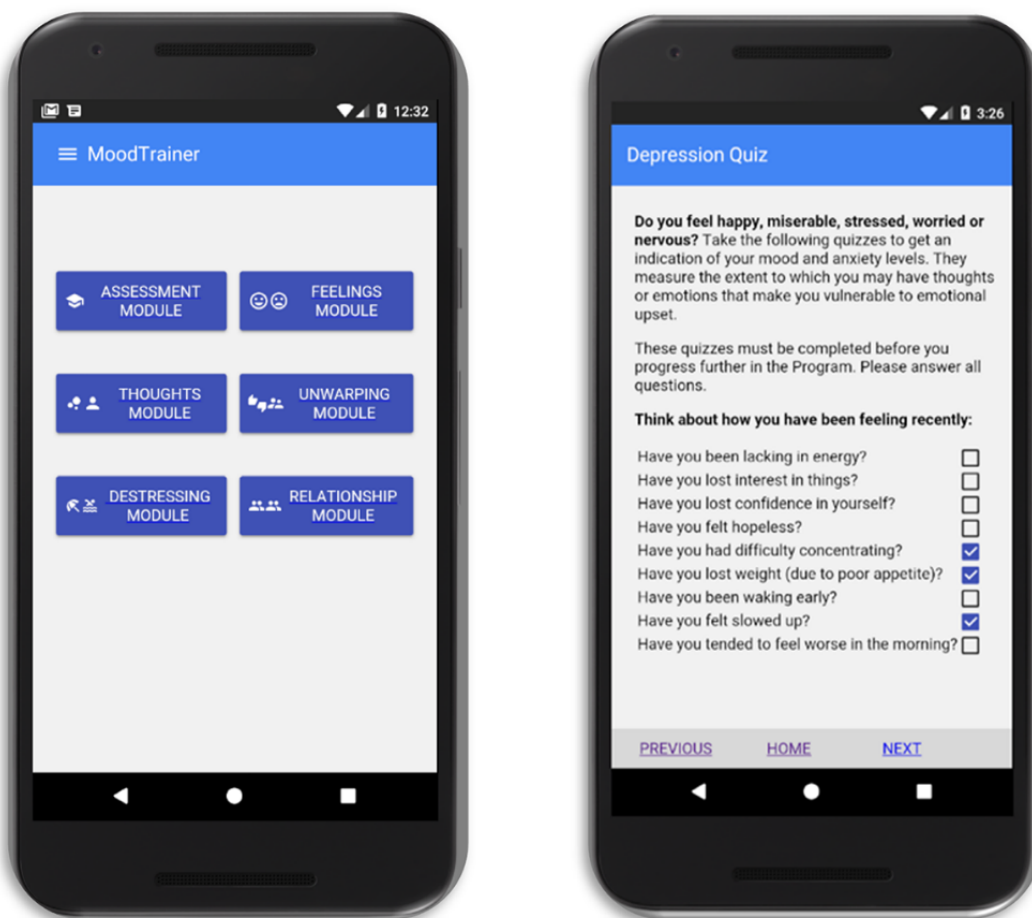 12:32
MoodTrainer
ASSESSMENT
MODULE
FEELINGS
MODULE
THOUGHTS
MODULE
UNWARPING
MODULE
DESTRESSING
MODULE
RELATIONSHIP
MODULE
3:26
Depression Quiz
Do you feel happy, miserable, stressed, worried or
nervous? Take the following quizzes to get an
indication of your mood and anxiety levels. They
measure the extent to which you may have thoughts
or emotions that make you vulnerable to emotional
upset.
These quizzes must be completed before you
progress further in the Program. Please answer all
questions.
Think about how you have been feeling recently:
Have you been lacking in energy?
Have you lost interest in things?
Have you lost confidence in yourself?
Have you felt hopeless?
Have you had difficulty concentrating?
Have you lost weight (due to poor appetite)?
Have you been waking early?
Have you felt slowed up?
Have you tended to feel worse in the morning?
PREVIOUS HOME NEXT